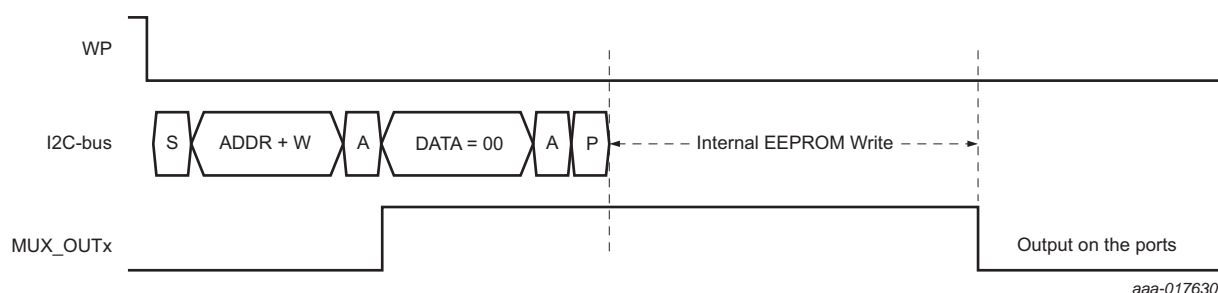 WP
I2C-bus S ADDR + W A DATA = 00 A P Internal EEPROM Write
MUX_OUTx Output on the ports
aaa-017630